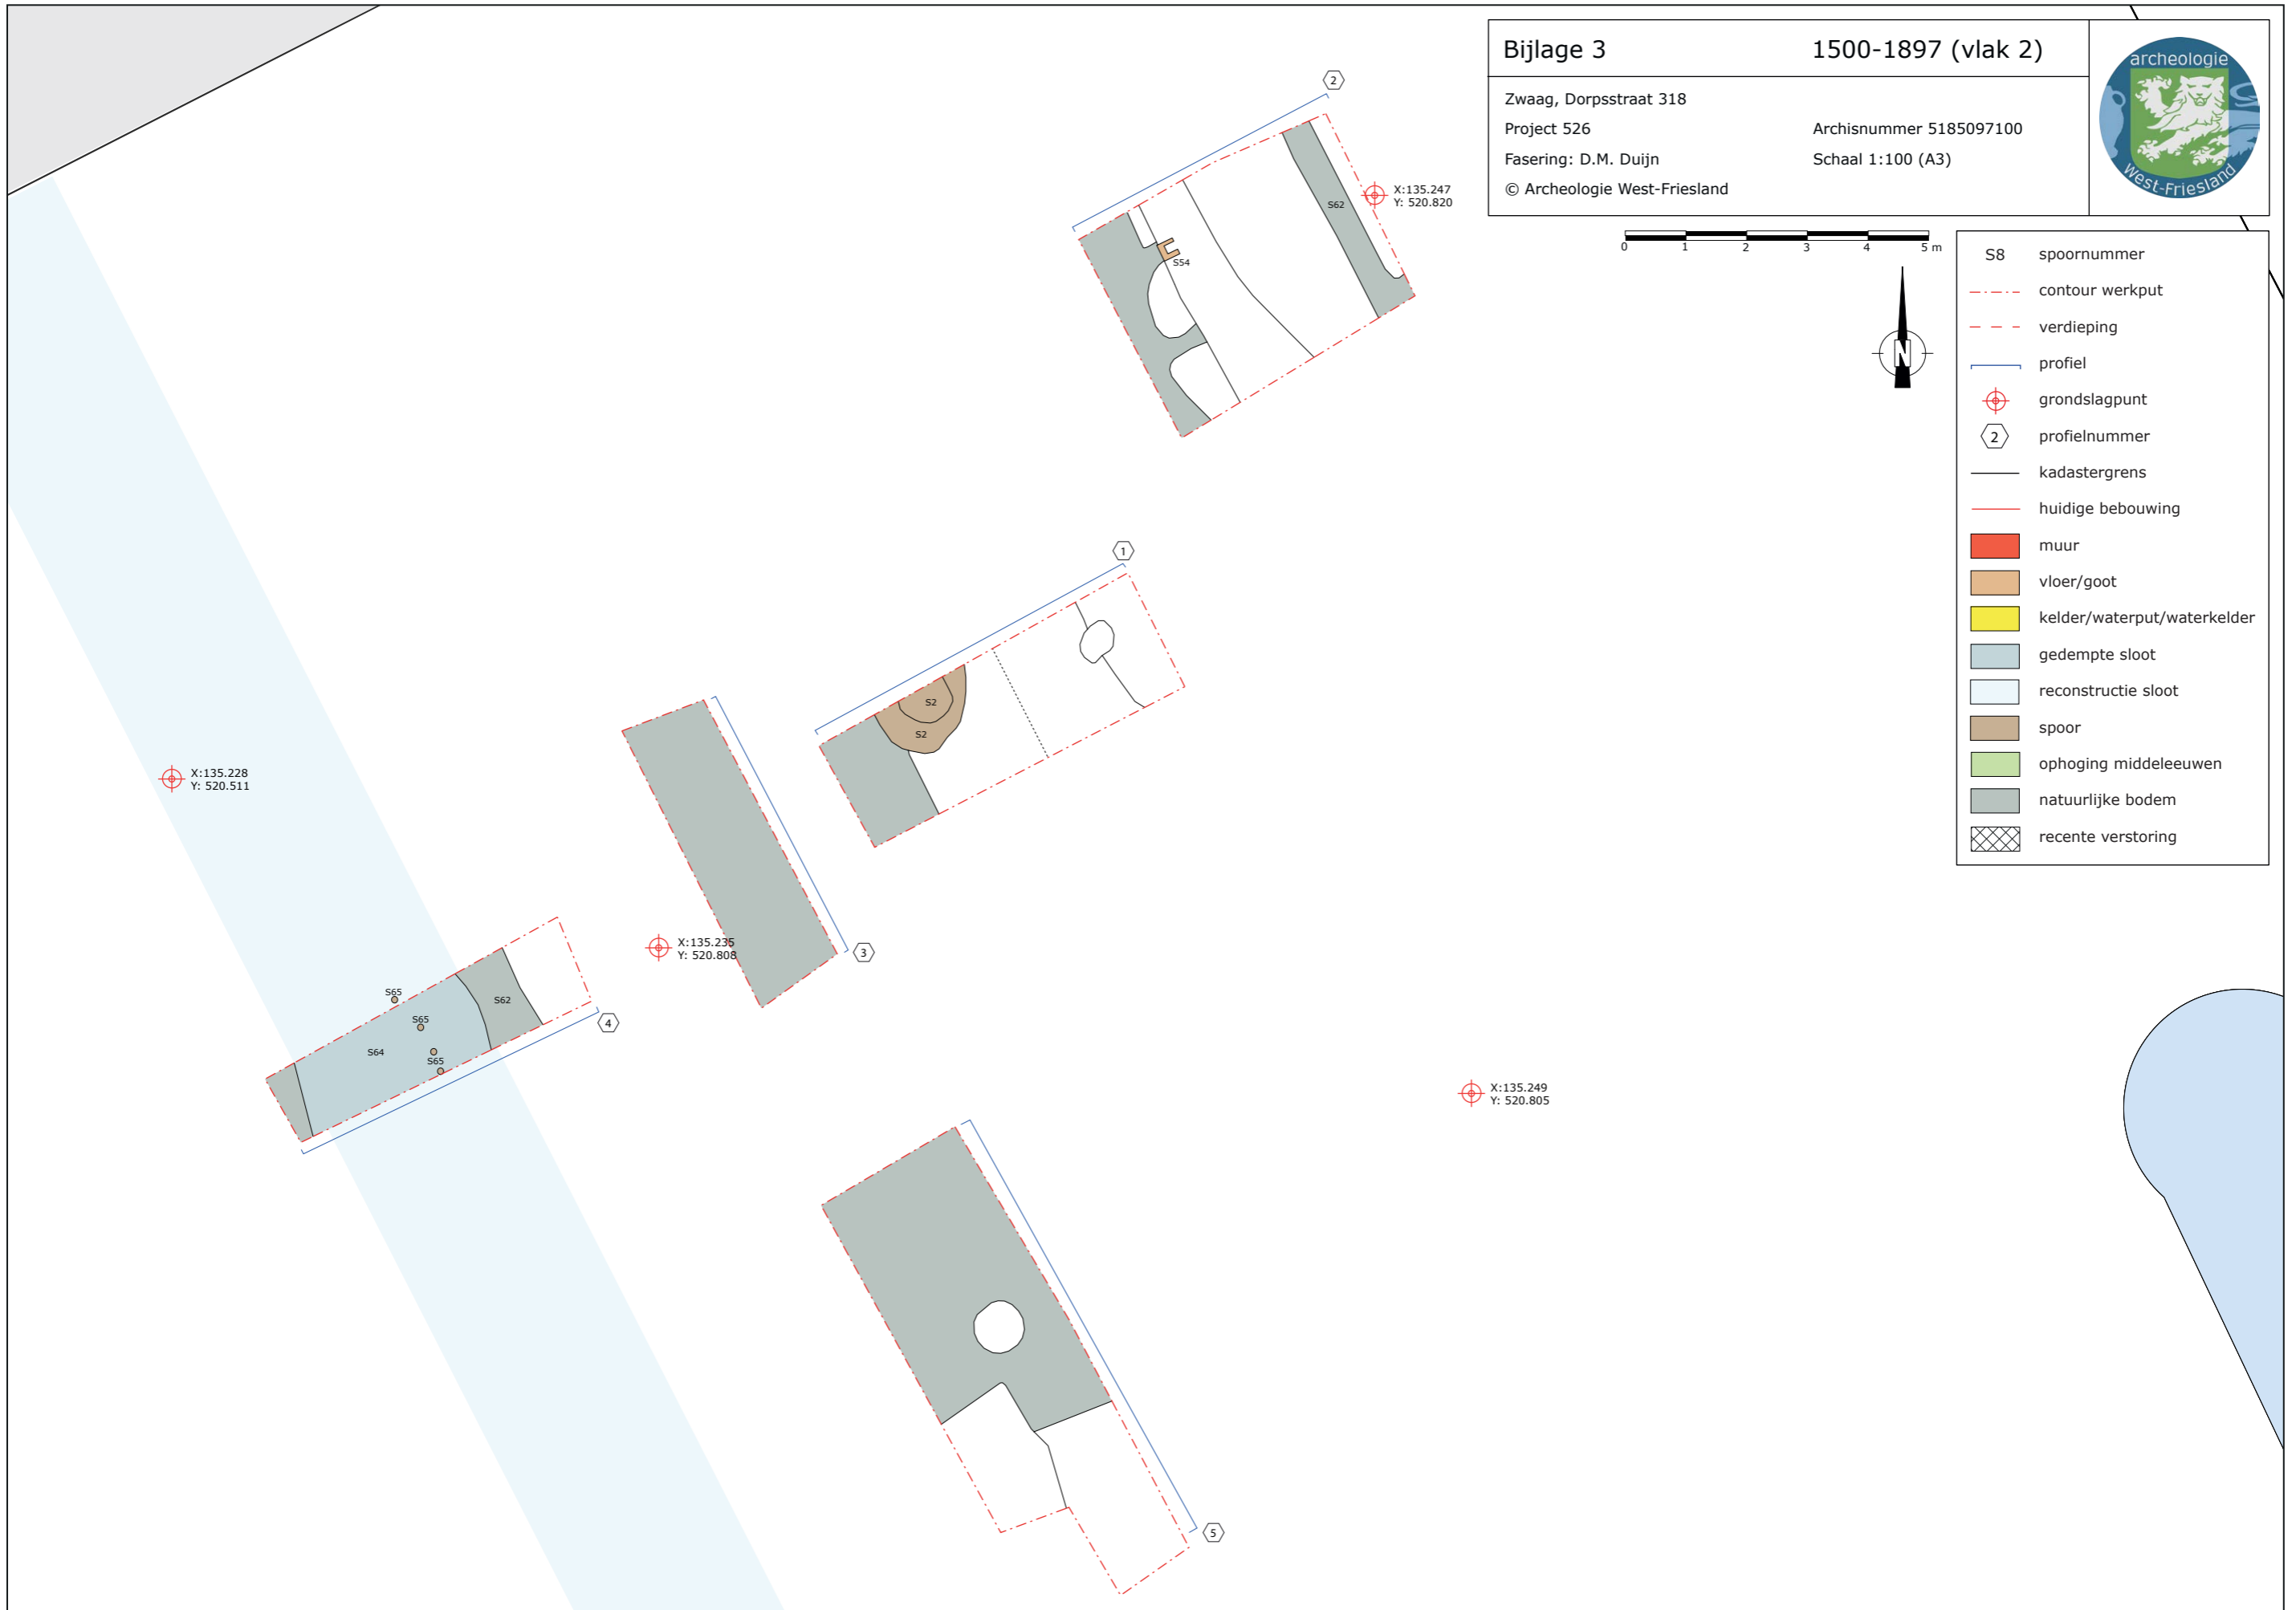 Bijlage 3 1500-1897 (vlak 2)
Zwaag, Dorpsstraat 318
Project 526 Archisnummer 5185097100
Fasering: D.M. Duijn Schaal 1:100 (A3)
© Archeologie West-Friesland
archeologie
West-Friesland
0 1 2 3 4 5 m
N
S8 spoornummer
contour werkput
verdieping
profiel
grondslagpunt
2 profielnummer
kadastergrens
huidige bebouwing
muur
vloer/goot
kelder/waterput/waterkelder
gedempte sloot
reconstructie sloot
spoor
ophoging middeleeuwen
natuurlijke bodem
recente verstoring
2
X:135.247
Y: 520.820
S62
S54
1
S2
S2
X:135.228
Y: 520.511
X:135.235
Y: 520.808
3
S65
S62
S65
4
S64
S65
X:135.249
Y: 520.805
5